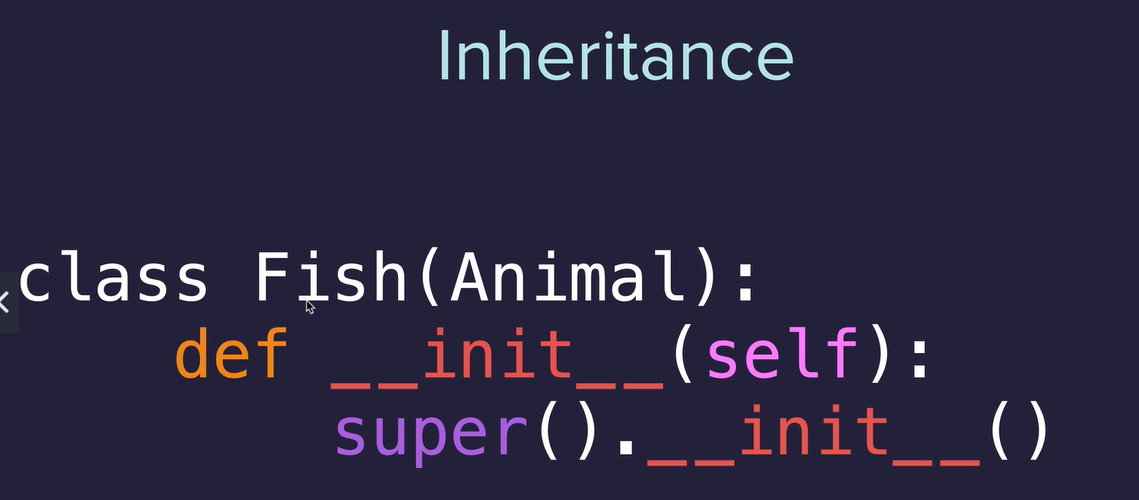 Inheritance
class Fish(Animal):
def __init__(self):
super().__init__()